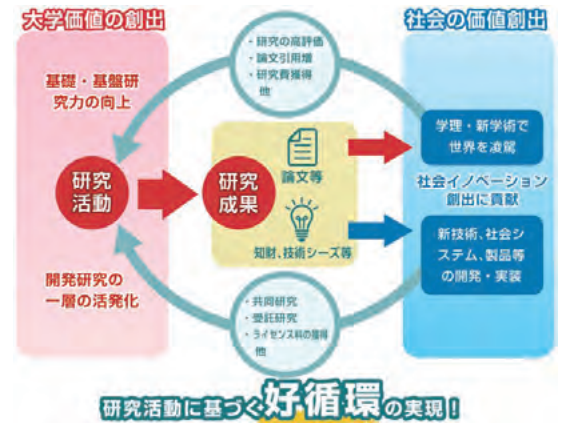 大学価値の創出
基礎・基盤研
究力の向上
研究
活動
開発研究の
一層の活発化
・研究の高評価
・論文引用増
・研究費獲得
他
研究
成果
論文等
知財、技術シーズ等
・共同研究
・受託研究
・ライセンス料の獲得
他
社会の価値創出
学理・新学術で
世界を凌駕
社会イノベーション
創出に貢献
新技術、社会シ
ステム、製品等
の開発・実装
研究活動に基づく好循環の実現！